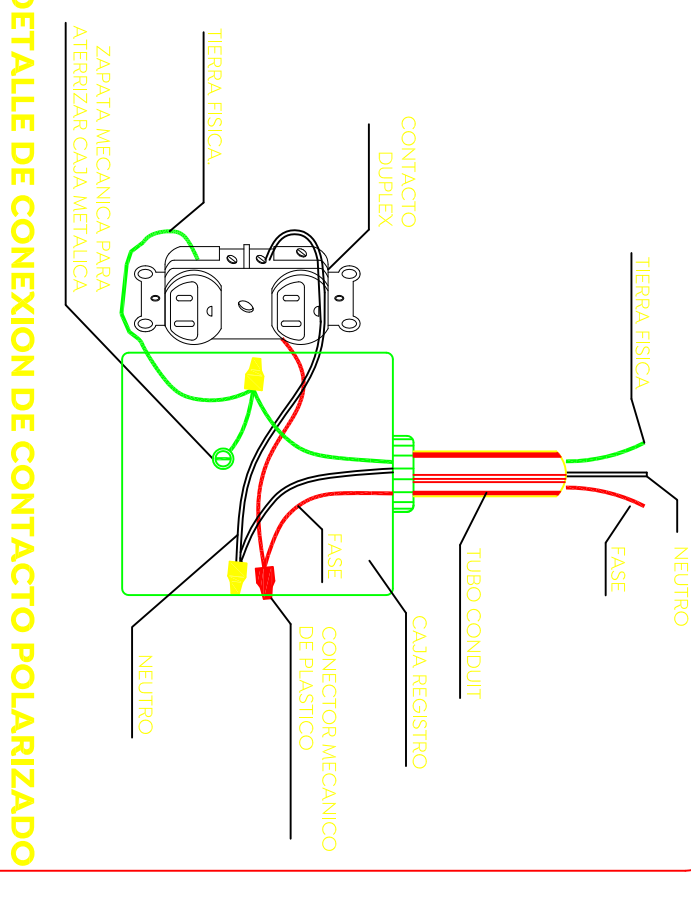 TIERRA FISICA
NEUTRO
FASE
CONTACTO
DUPLEX
TUBO CONDUIT
CAJA REGISTRO
FASE
CONECTOR MECANICO
DE PLASTICO
TIERRA FISICA
NEUTRO
ZAPATA MECANICA PARA
ATERRIZAR CAJA METALICA
DETALLE DE CONEXION DE CONTACTO POLARIZADO